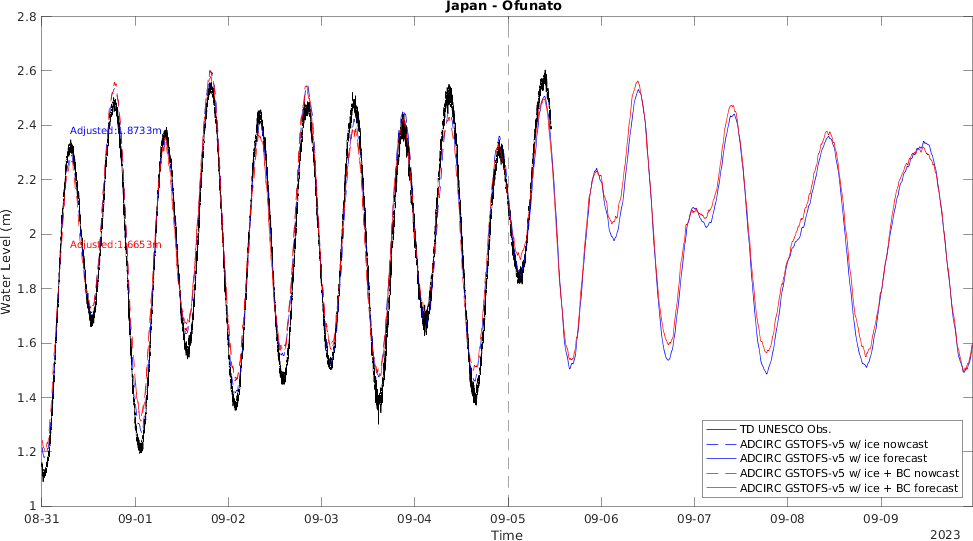 Japan - Ofunato
2.8
2.6
2.4
2.2
2
1.8
1.6
1.4
1.2
1
Water Level (m)
Adjusted:1.8733m
Adjusted:1.6653m
TD UNESCO Obs.
ADCIRC GSTOFS-v5 w/ ice nowcast
ADCIRC GSTOFS-v5 w/ ice forecast
ADCIRC GSTOFS-v5 w/ ice + BC nowcast
ADCIRC GSTOFS-v5 w/ ice + BC forecast
08-31 09-01 09-02 09-03 09-04 09-05 09-06 09-07 09-08 09-09
Time
2023